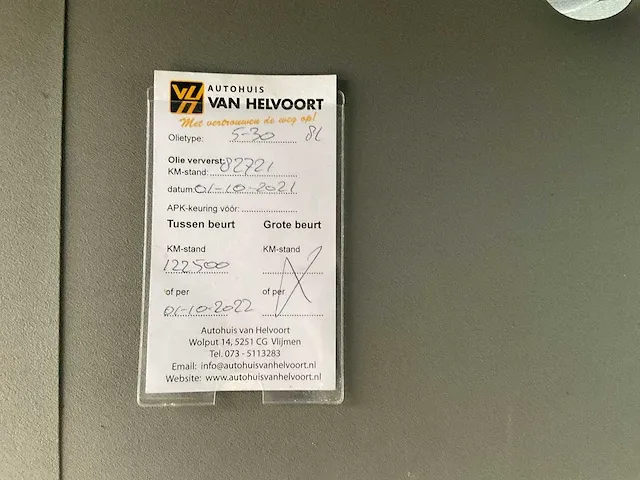 AUTOHUIS
VAN HELVOORT
Met vertrouwen de weg op!
Olietype: 5-30 8L
Olie ververst:
KM-stand: 82721
datum: 01-10-2021
APK-keuring vóór:
Tussen beurt Grote beurt
KM-stand KM-stand
122500
of per of per
01-10-2022
Autohuis van Helvoort
Wolput 14, 5251 CG Vlijmen
Tel. 073 - 5113283
Email: info@autohuisvanhelvoort.nl
Website: www.autohuisvanhelvoort.nl